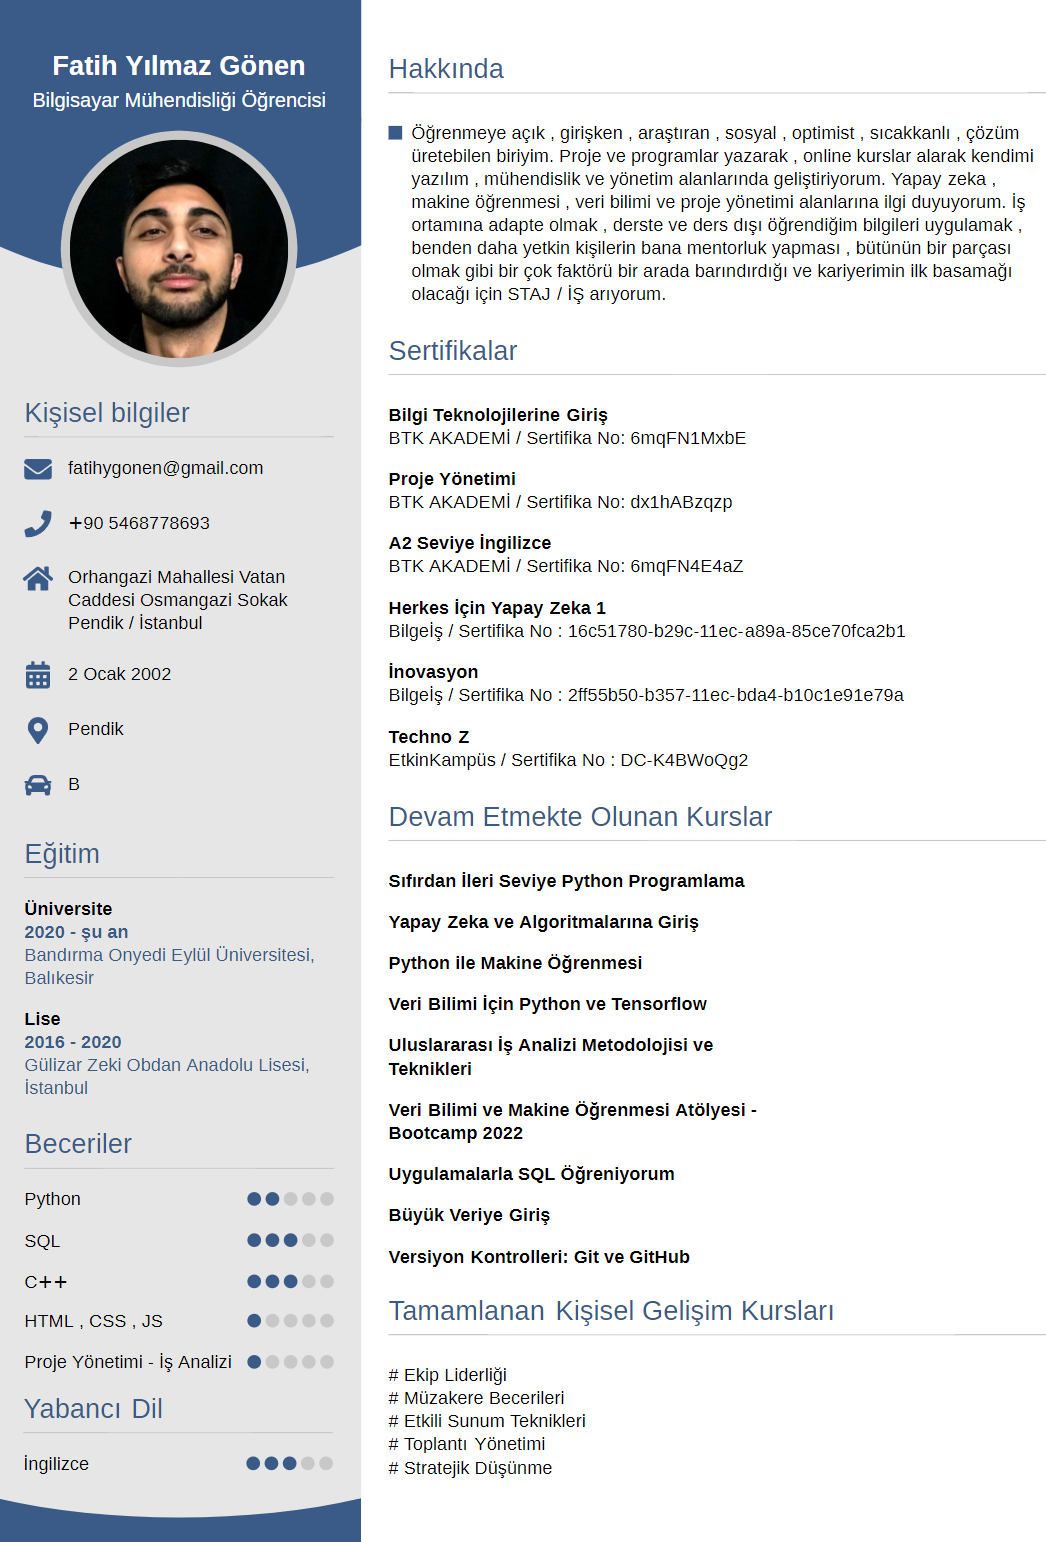 Fatih Yılmaz Gönen
Bilgisayar Mühendisliği Öğrencisi
Kişisel bilgiler
fatihygonen@gmail.com
+90 5468778693
Orhangazi Mahallesi Vatan
Caddesi Osmangazi Sokak
Pendik / İstanbul
2 Ocak 2002
Pendik
B
Eğitim
Üniversite
2020 - şu an
Bandırma Onyedi Eylül Üniversitesi,
Balıkesir
Lise
2016 - 2020
Gülizar Zeki Obdan Anadolu Lisesi,
İstanbul
Beceriler
Python
SQL
C++
HTML , CSS , JS
Proje Yönetimi - İş Analizi
Yabancı Dil
İngilizce
Hakkında
Öğrenmeye açık , girişken , araştıran , sosyal , optimist , sıcakkanlı , çözüm
üretebilen biriyim. Proje ve programlar yazarak , online kurslar alarak kendimi
yazılım , mühendislik ve yönetim alanlarında geliştiriyorum. Yapay zeka ,
makine öğrenmesi , veri bilimi ve proje yönetimi alanlarına ilgi duyuyorum. İş
ortamına adapte olmak , derste ve ders dışı öğrendiğim bilgileri uygulamak ,
benden daha yetkin kişilerin bana mentorluk yapması , bütünün bir parçası
olmak gibi bir çok faktörü bir arada barındırdığı ve kariyerimin ilk basamağı
olacağı için STAJ / İŞ arıyorum.
Sertifikalar
Bilgi Teknolojilerine Giriş
BTK AKADEMİ / Sertifika No: 6mqFN1MxbE
Proje Yönetimi
BTK AKADEMİ / Sertifika No: dx1hABzqzp
A2 Seviye İngilizce
BTK AKADEMİ / Sertifika No: 6mqFN4E4aZ
Herkes İçin Yapay Zeka 1
Bilgeİş / Sertifika No : 16c51780-b29c-11ec-a89a-85ce70fca2b1
İnovasyon
Bilgeİş / Sertifika No : 2ff55b50-b357-11ec-bda4-b10c1e91e79a
Techno Z
EtkinKampüs / Sertifika No : DC-K4BWoQg2
Devam Etmekte Olunan Kurslar
Sıfırdan İleri Seviye Python Programlama
Yapay Zeka ve Algoritmalarına Giriş
Python ile Makine Öğrenmesi
Veri Bilimi İçin Python ve Tensorflow
Uluslararası İş Analizi Metodolojisi ve
Teknikleri
Veri Bilimi ve Makine Öğrenmesi Atölyesi -
Bootcamp 2022
Uygulamalarla SQL Öğreniyorum
Büyük Veriye Giriş
Versiyon Kontrolleri: Git ve GitHub
Tamamlanan Kişisel Gelişim Kursları
# Ekip Liderliği
# Müzakere Becerileri
# Etkili Sunum Teknikleri
# Toplantı Yönetimi
# Stratejik Düşünme